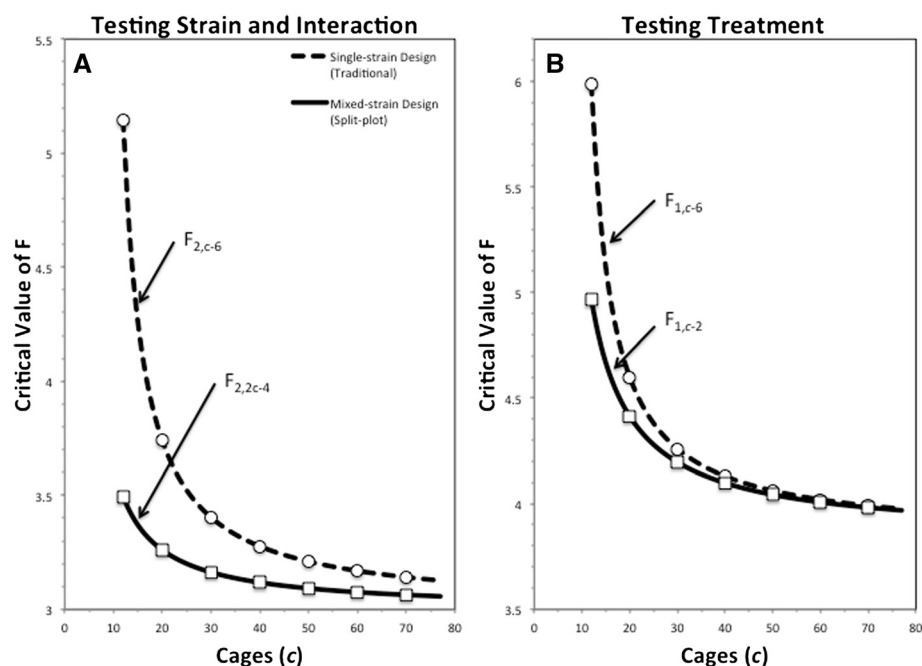 Testing Strain and Interaction
A
Single-strain Design
(Traditional)
Mixed-strain Design
(Split-plot)
F2,c-6
F2,2c-4
Critical Value of F
5.5
5
4.5
4
3.5
3
0 10 20 30 40 50 60 70 80
Cages (c)
Testing Treatment
B
F1,c-6
F1,c-2
Critical Value of F
6
5.5
5
4.5
4
3.5
0 10 20 30 40 50 60 70 80
Cages (c)